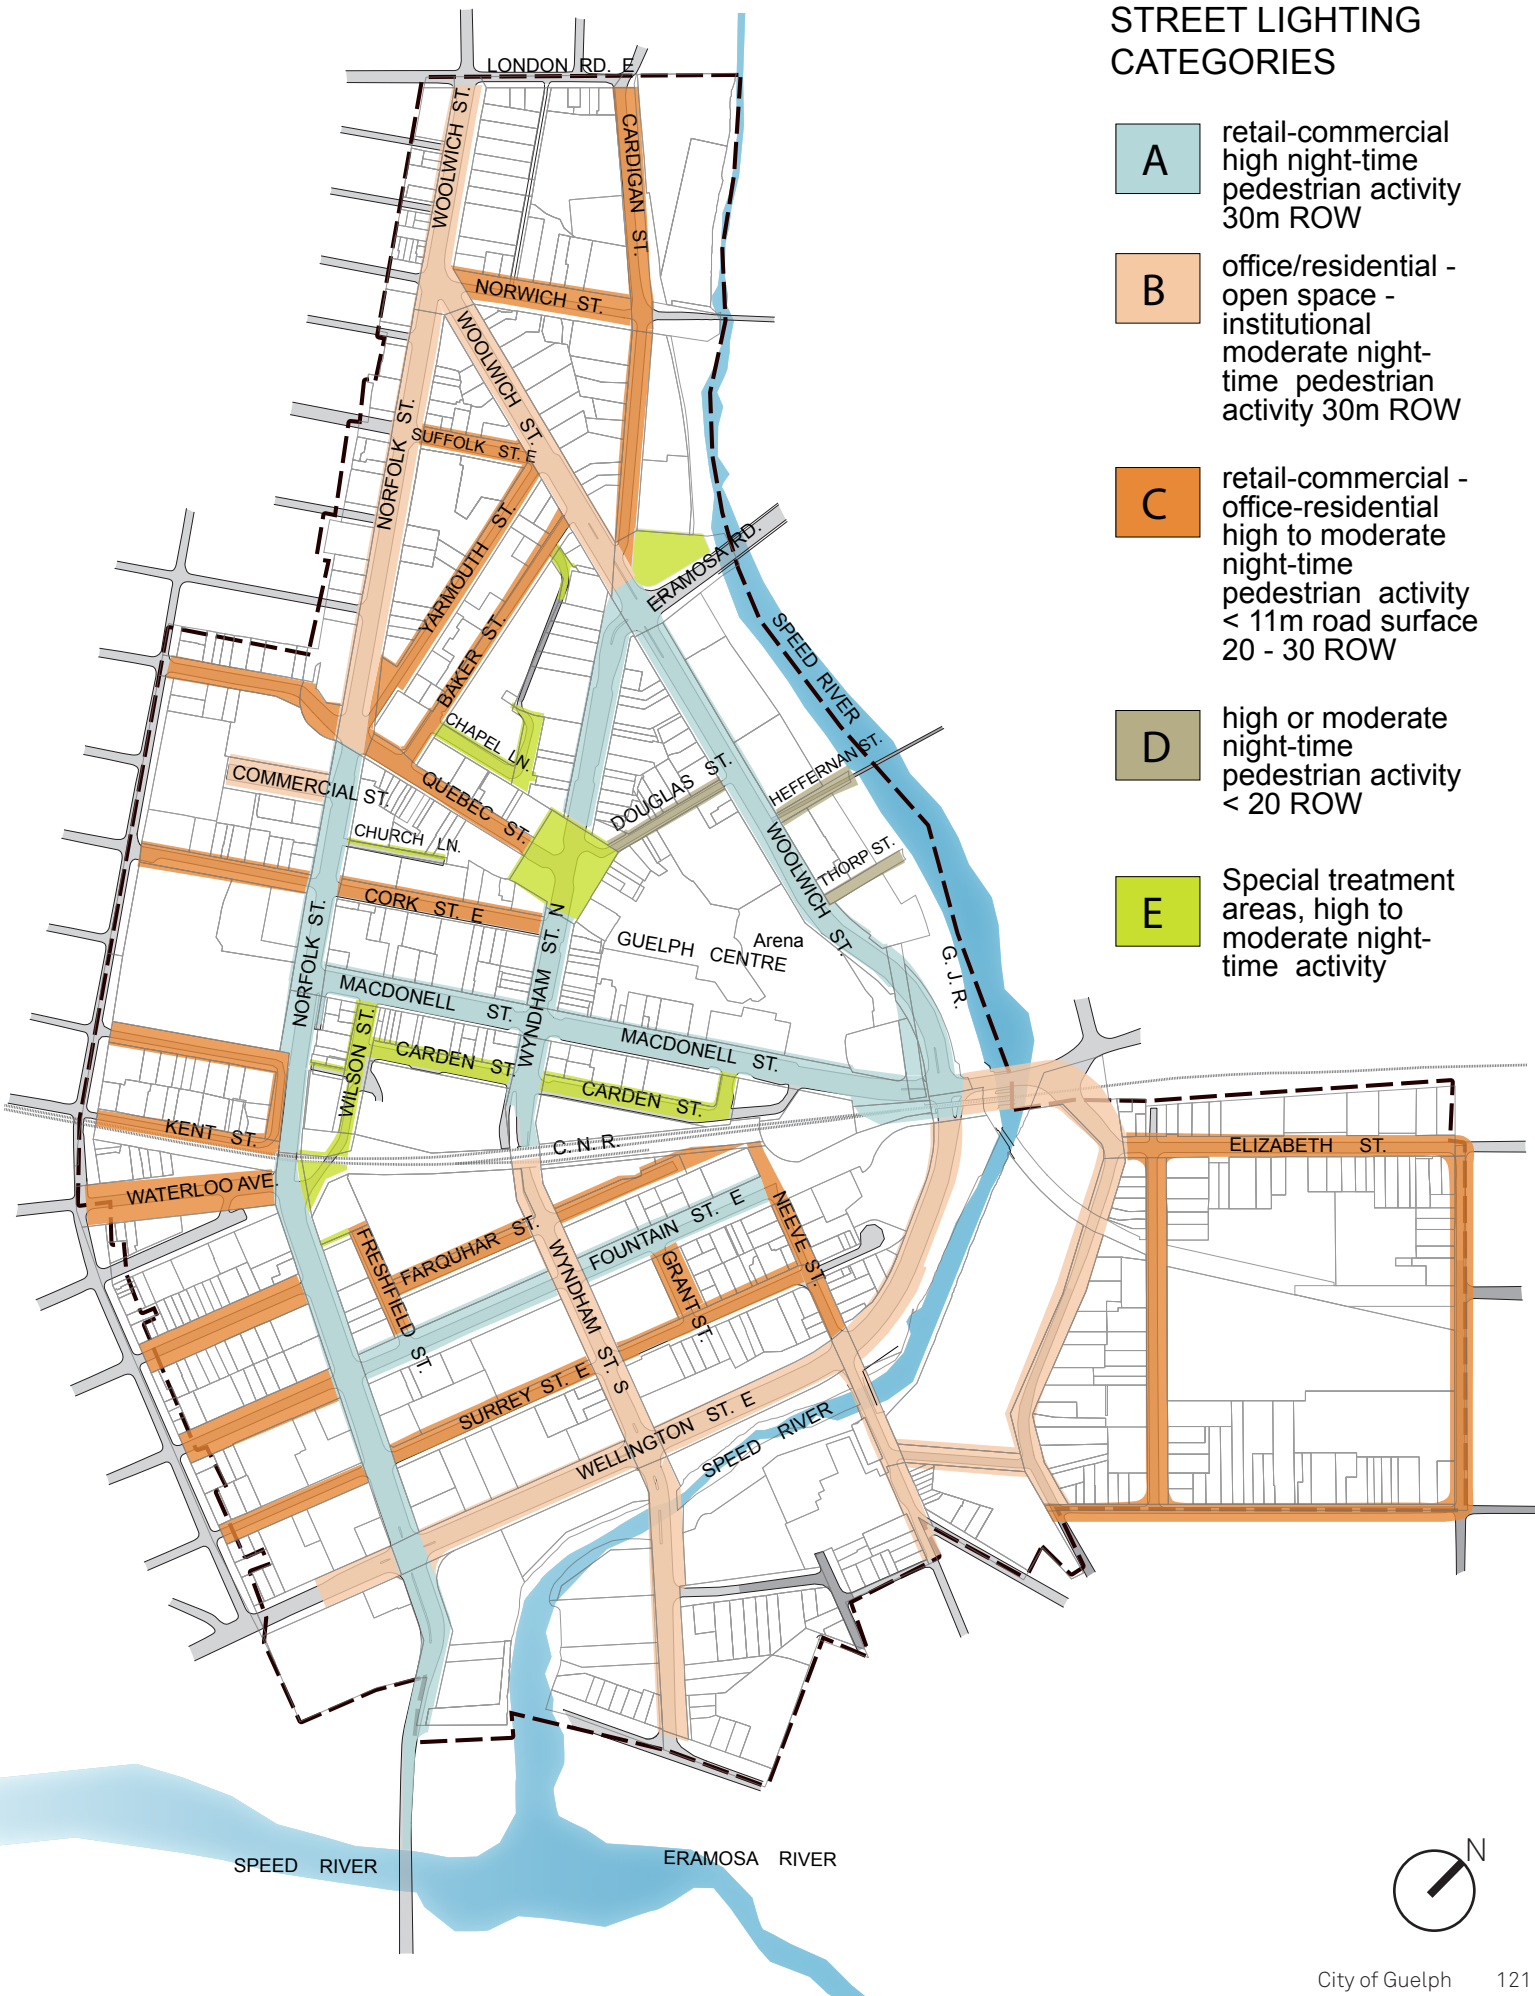 STREET LIGHTING
CATEGORIES
A
retail-commercial
high night-time
pedestrian activity
30m ROW
B
office/residential -
open space -
institutional
moderate night-
time pedestrian
activity 30m ROW
C
retail-commercial -
office-residential
high to moderate
night-time
pedestrian activity
< 11m road surface
20 - 30 ROW
D
high or moderate
night-time
pedestrian activity
< 20 ROW
E
Special treatment
areas, high to
moderate night-
time activity
LONDON RD. E
WOOLWICH ST.
CARDIGAN ST.
NORWICH ST.
WOOLWICH ST.
NORFOLK ST.
SUFFOLK ST. E
YARMOUTH ST.
BAKER ST.
ERAMOSA RD.
SPEED RIVER
CHAPEL LN.
COMMERCIAL ST.
QUEBEC ST.
DOUGLAS ST.
HEFFERNAN ST.
CHURCH LN.
THORP ST.
WOOLWICH ST.
CORK ST. E
GUELPH CENTRE
Arena
G. J. R.
NORFOLK ST.
WYNDHAM ST. N
MACDONELL ST.
MACDONELL ST.
WILSON ST.
CARDEN ST.
CARDEN ST.
KENT ST.
C. N. R.
ELIZABETH ST.
WATERLOO AVE.
FRESHFIELD ST.
FARQUHAR ST.
FOUNTAIN ST. E
NEEVE ST.
GRANT ST.
WYNDHAM ST. S
SURREY ST. E
WELLINGTON ST. E
SPEED RIVER
SPEED RIVER
ERAMOSA RIVER
N
City of Guelph 121